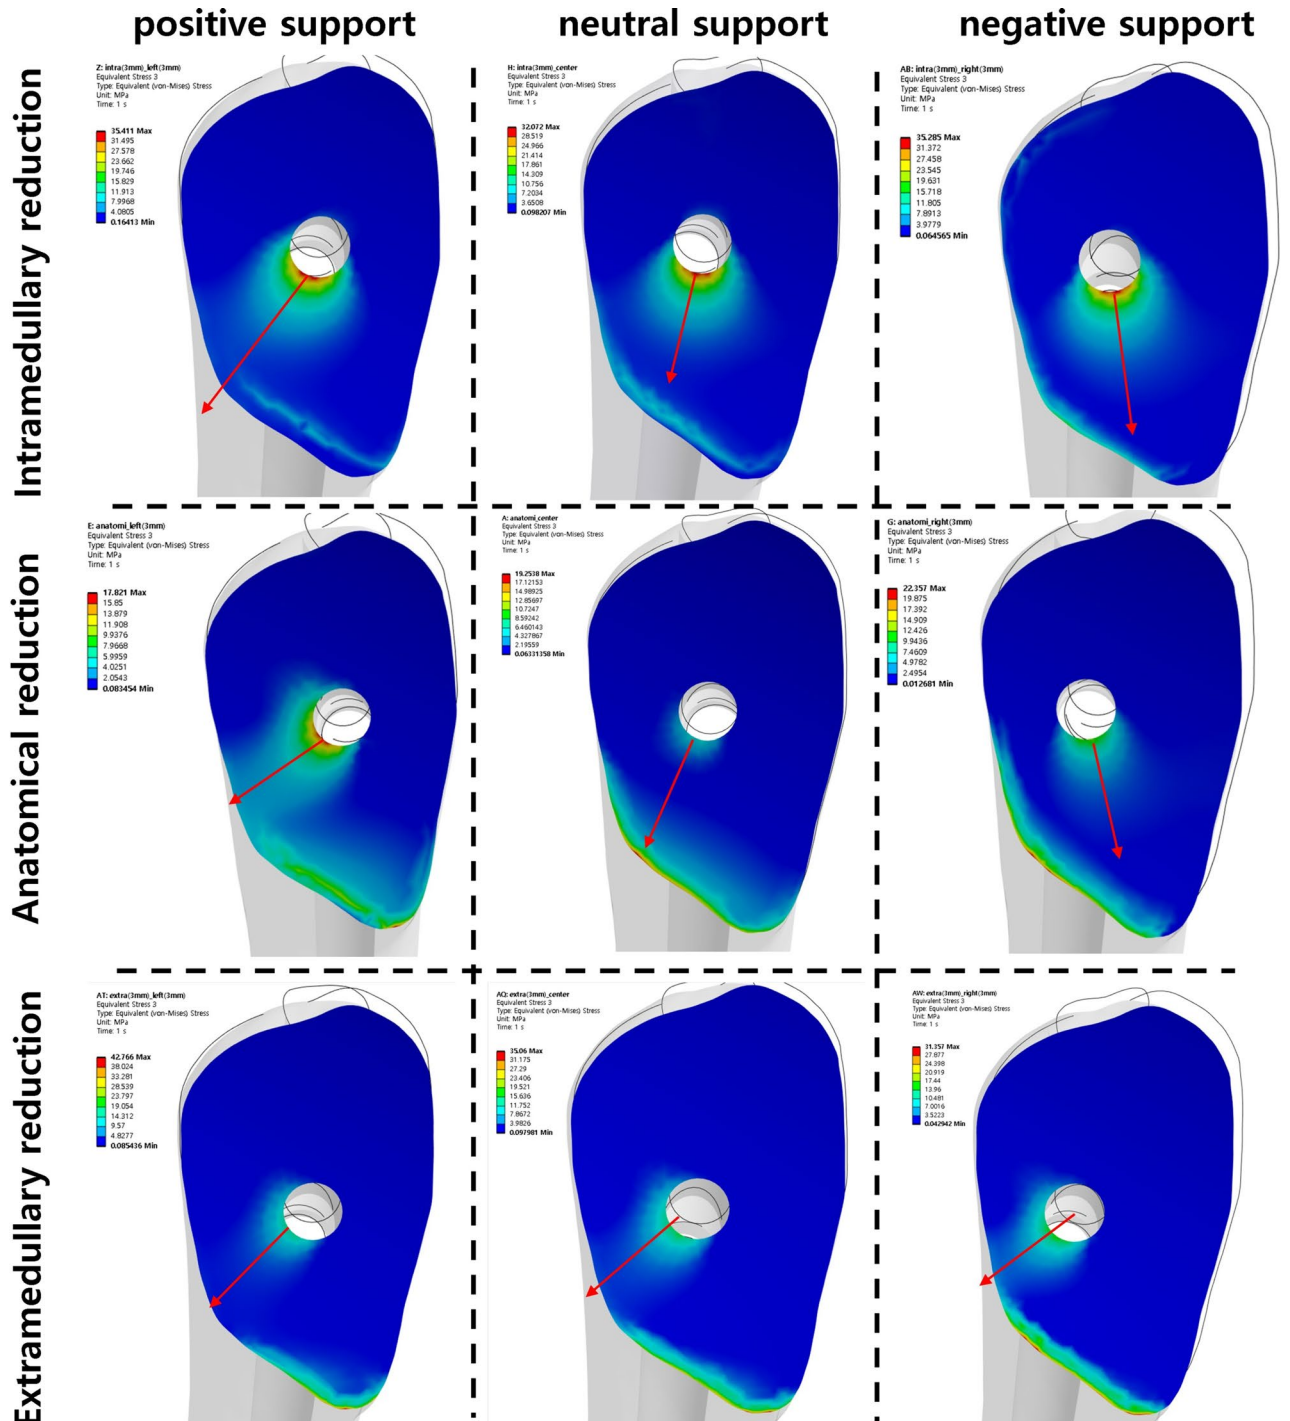 positive support
neutral support
negative support
Intramedullary reduction
Z: intra(3mm)_left(3mm)
Equivalent Stress 3
Type: Equivalent (von-Mises) Stress
Unit: MPa
Time: 1 s
35.411 Max
31.495
27.578
23.662
19.746
15.829
11.913
7.9968
4.0805
0.16413 Min
H: intra(3mm)_center
Equivalent Stress 3
Type: Equivalent (von-Mises) Stress
Unit: MPa
Time: 1 s
32.072 Max
28.519
24.966
21.414
17.861
14.309
10.756
7.2034
3.6508
0.098207 Min
AB: intra(3mm)_right(3mm)
Equivalent Stress 3
Type: Equivalent (von-Mises) Stress
Unit: MPa
Time: 1 s
35.285 Max
31.372
27.458
23.545
19.631
15.718
11.805
7.8913
3.9779
0.064565 Min
Anatomical reduction
E: anatomi_left(3mm)
Equivalent Stress 3
Type: Equivalent (von-Mises) Stress
Unit: MPa
Time: 1 s
17.821 Max
15.85
13.879
11.908
9.9376
7.9668
5.9959
4.0251
2.0543
0.083454 Min
A: anatomi_center
Equivalent Stress 3
Type: Equivalent (von-Mises) Stress
Unit: MPa
Time: 1 s
19.2538 Max
17.12153
14.98925
12.85697
10.7247
8.59242
6.460143
4.327867
2.19559
0.06331358 Min
G: anatomi_right(3mm)
Equivalent Stress 3
Type: Equivalent (von-Mises) Stress
Unit: MPa
Time: 1 s
22.357 Max
19.875
17.392
14.909
12.426
9.9436
7.4609
4.9782
2.4954
0.012681 Min
Extramedullary reduction
AT: extra(3mm)_left(3mm)
Equivalent Stress 3
Type: Equivalent (von-Mises) Stress
Unit: MPa
Time: 1 s
42.766 Max
38.024
33.281
28.539
23.797
19.054
14.312
9.57
4.8277
0.085436 Min
AQ: extra(3mm)_center
Equivalent Stress 3
Type: Equivalent (von-Mises) Stress
Unit: MPa
Time: 1 s
35.06 Max
31.175
27.29
23.406
19.521
15.636
11.752
7.8672
3.9826
0.097981 Min
AW: extra(3mm)_right(3mm)
Equivalent Stress 3
Type: Equivalent (von-Mises) Stress
Unit: MPa
Time: 1 s
31.357 Max
27.877
24.398
20.919
17.44
13.96
10.481
7.0016
3.5223
0.042942 Min